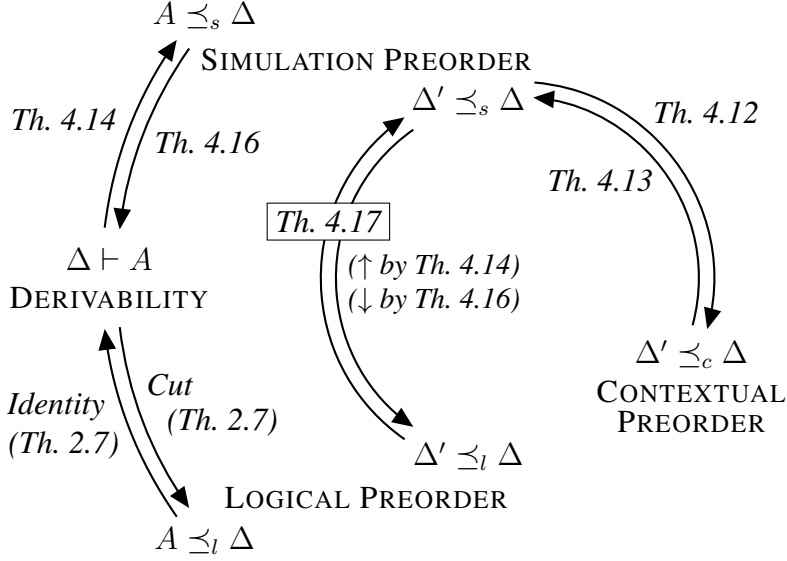 A ⪯ₛ Δ
SIMULATION PREORDER
Δ′ ⪯ₛ Δ
Th. 4.14
Th. 4.16
Th. 4.12
Th. 4.13
Th. 4.17
(↑ by Th. 4.14)
(↓ by Th. 4.16)
Δ ⊢ A
DERIVABILITY
Δ′ ⪯_c Δ
CONTEXTUAL
PREORDER
Identity
(Th. 2.7)
Cut
(Th. 2.7)
Δ′ ⪯ₗ Δ
LOGICAL PREORDER
A ⪯ₗ Δ